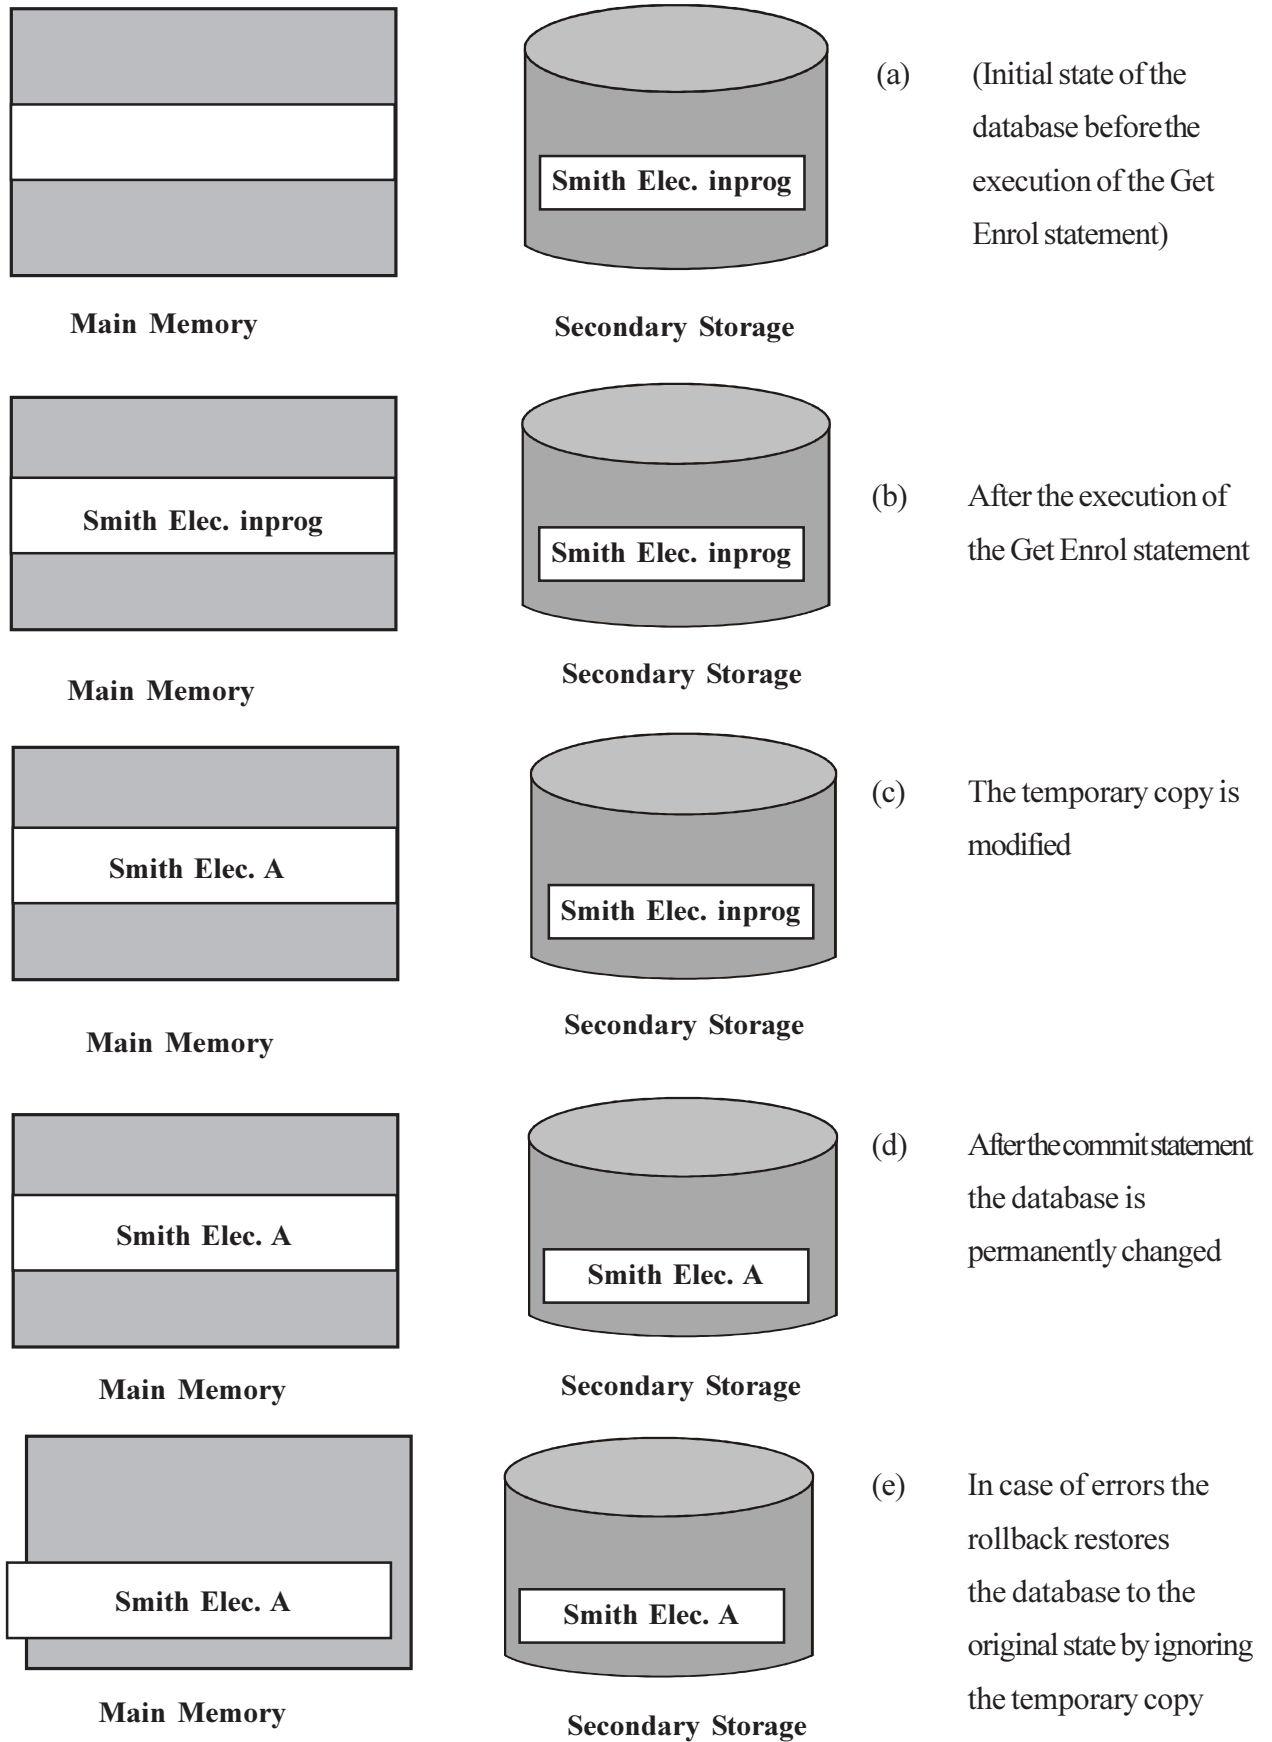 (a) (Initial state of the
database before the
execution of the Get
Enrol statement)
Smith Elec. inprog
Main Memory
Secondary Storage
Smith Elec. inprog
Smith Elec. inprog
(b) After the execution of
the Get Enrol statement
Main Memory
Secondary Storage
Smith Elec. A
Smith Elec. inprog
(c) The temporary copy is
modified
Main Memory
Secondary Storage
Smith Elec. A
Smith Elec. A
(d) After the commit statement
the database is
permanently changed
Main Memory
Secondary Storage
Smith Elec. A
Smith Elec. A
(e) In case of errors the
rollback restores
the database to the
original state by ignoring
the temporary copy
Main Memory
Secondary Storage